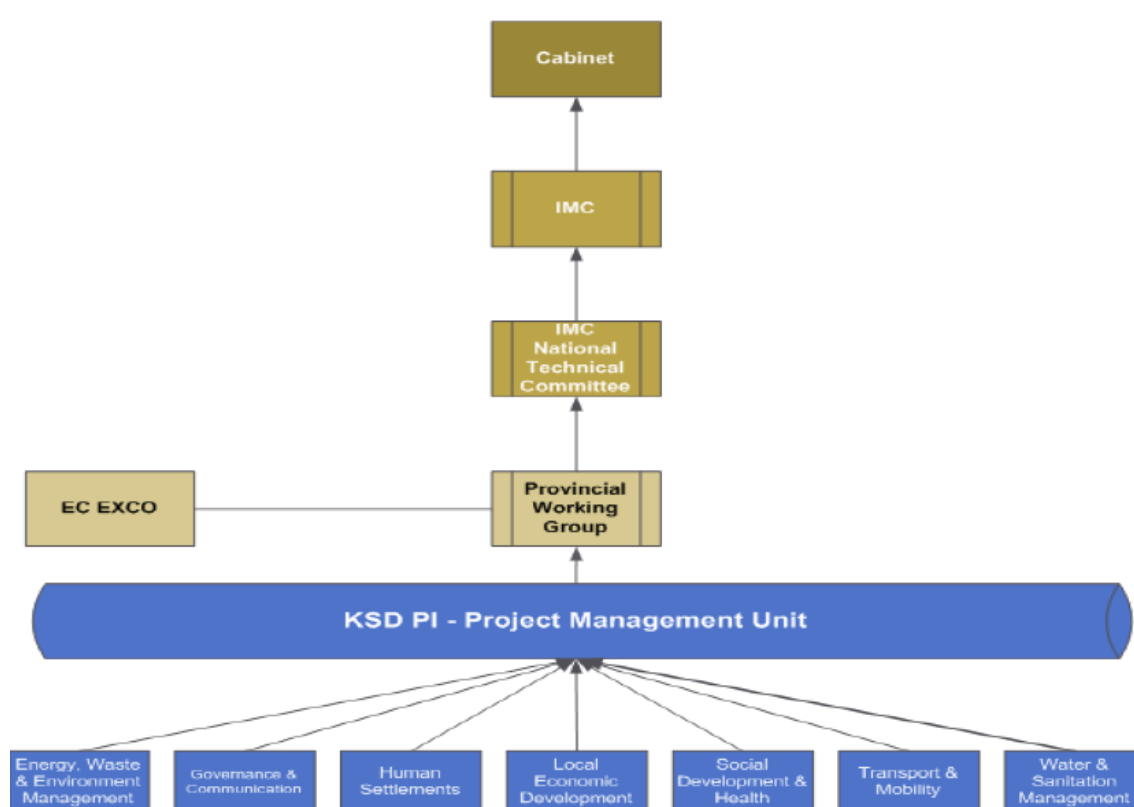 Cabinet
IMC
IMC
National
Technical
Committee
EC EXCO
Provincial
Working
Group
KSD PI - Project Management Unit
Energy, Waste
& Environment
Management
Governance &
Communication
Human
Settlements
Local
Economic
Development
Social
Development &
Health
Transport &
Mobility
Water &
Sanitation
Management